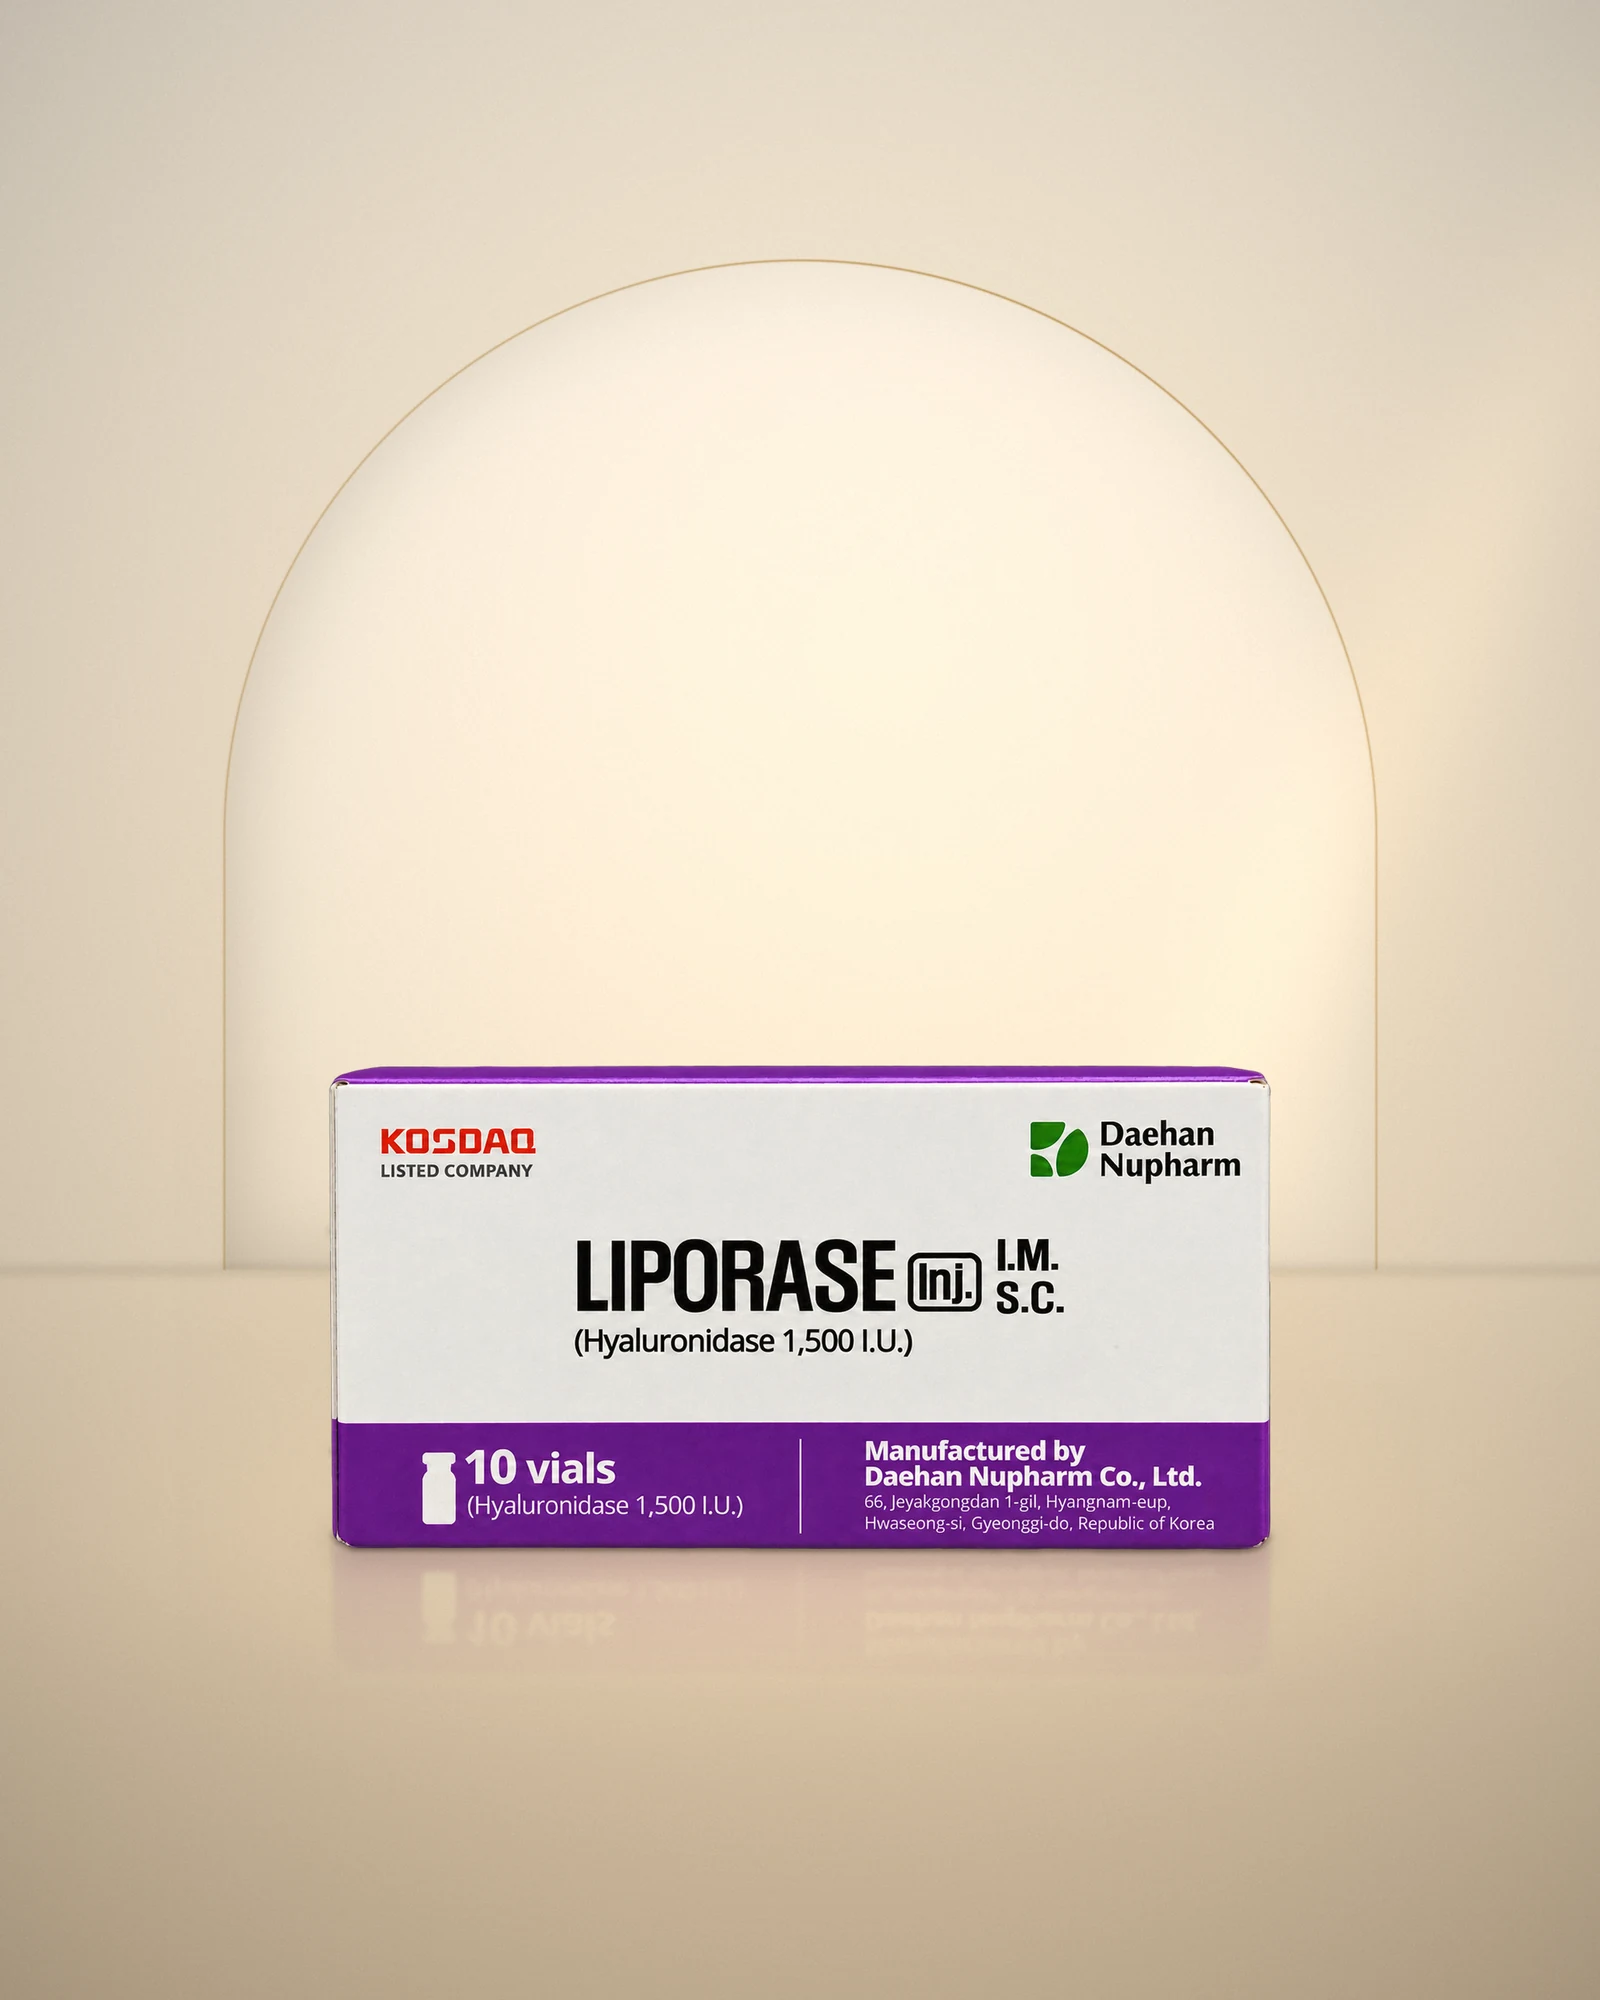 KOSDAQ
LISTED COMPANY
Daehan
Nupharm
LIPORASE Inj. I.M.
S.C.
(Hyaluronidase 1,500 I.U.)
10 vials
(Hyaluronidase 1,500 I.U.)
Manufactured by
Daehan Nupharm Co., Ltd.
66, Jeyakgongdan 1-gil, Hyangnam-eup,
Hwaseong-si, Gyeonggi-do, Republic of Korea